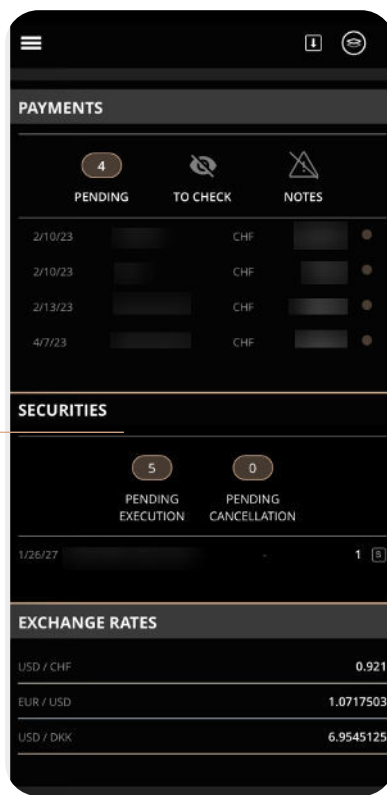 PAYMENTS
4
PENDING TO CHECK NOTES
2/10/23 CHF
2/10/23 CHF
2/13/23 CHF
4/7/23 CHF
SECURITIES
5 0
PENDING PENDING
EXECUTION CANCELLATION
1/26/27 - 1 S
EXCHANGE RATES
USD / CHF 0.921
EUR / USD 1.0717503
USD / DKK 6.9545125